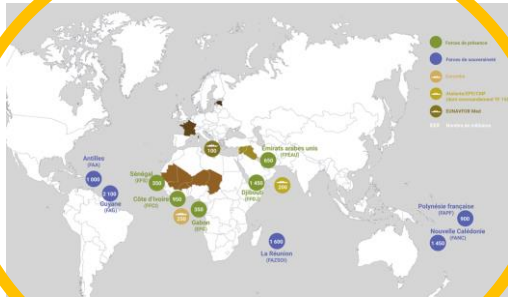 Forces de présence
Forces de souveraineté
100
Émirats arabes unis
(FFEAU)
650
Antilles
(FAA)
1 000
Sénégal
(EFS)
350
2 100
Guyane
(FAG)
Côte d'Ivoire
(FFCI)
900
350
Gabon
(EFG)
1 450
Djibouti
(FFDJ)
Polynésie française
(FAPF)
900
Nouvelle Calédonie
(FANC)
1 450
1 600
La Réunion
(FAZSOI)